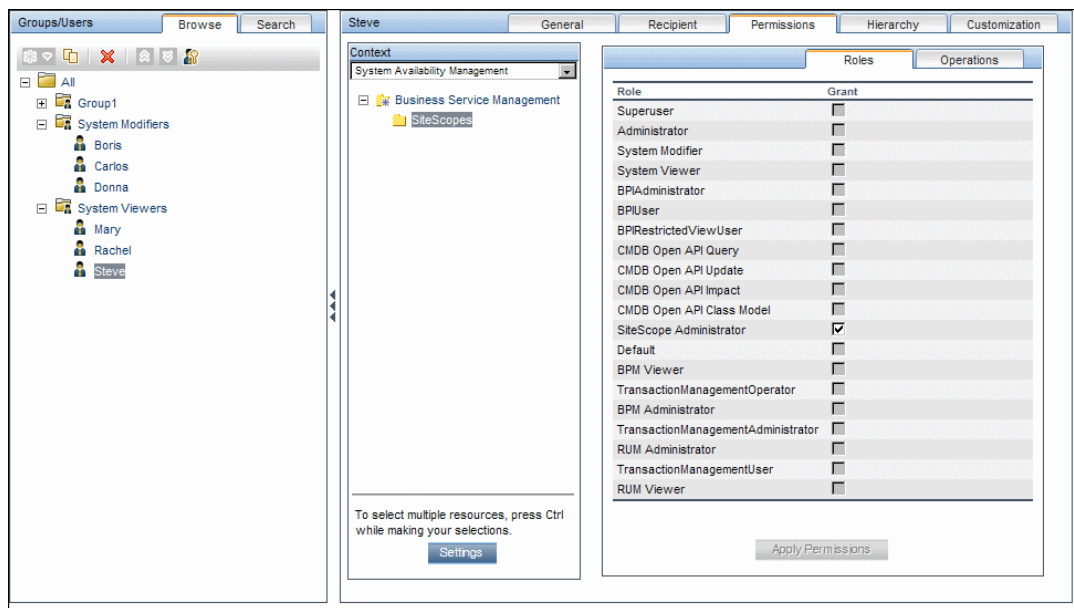 Groups/Users
Browse
Search
All
Group1
System Modifiers
Boris
Carlos
Donna
System Viewers
Mary
Rachel
Steve
Steve
General
Recipient
Permissions
Hierarchy
Customization
Context
System Availability Management
Business Service Management
SiteScopes
To select multiple resources, press Ctrl
while making your selections.
Settings
Roles
Operations
Role Grant
Superuser
Administrator
System Modifier
System Viewer
BPIAdministrator
BPIUser
BPIRestrictedViewUser
CMDB Open API Query
CMDB Open API Update
CMDB Open API Impact
CMDB Open API Class Model
SiteScope Administrator
Default
BPM Viewer
TransactionManagementOperator
BPM Administrator
TransactionManagementAdministrator
RUM Administrator
TransactionManagementUser
RUM Viewer
Apply Permissions